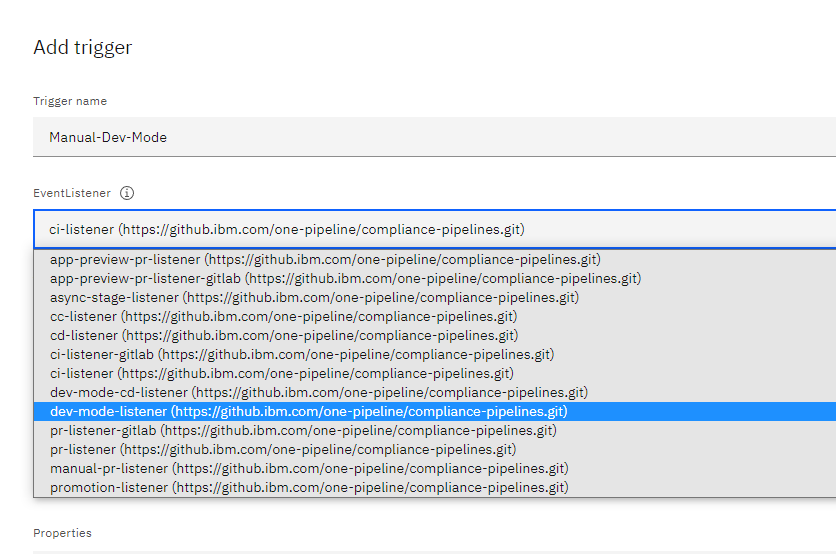 Add trigger
Trigger name
Manual-Dev-Mode
EventListener
ci-listener (https://github.ibm.com/one-pipeline/compliance-pipelines.git)
app-preview-pr-listener (https://github.ibm.com/one-pipeline/compliance-pipelines.git)
app-preview-pr-listener-gitlab (https://github.ibm.com/one-pipeline/compliance-pipelines.git)
async-stage-listener (https://github.ibm.com/one-pipeline/compliance-pipelines.git)
cc-listener (https://github.ibm.com/one-pipeline/compliance-pipelines.git)
cd-listener (https://github.ibm.com/one-pipeline/compliance-pipelines.git)
ci-listener-gitlab (https://github.ibm.com/one-pipeline/compliance-pipelines.git)
ci-listener (https://github.ibm.com/one-pipeline/compliance-pipelines.git)
dev-mode-cd-listener (https://github.ibm.com/one-pipeline/compliance-pipelines.git)
dev-mode-listener (https://github.ibm.com/one-pipeline/compliance-pipelines.git)
pr-listener-gitlab (https://github.ibm.com/one-pipeline/compliance-pipelines.git)
pr-listener (https://github.ibm.com/one-pipeline/compliance-pipelines.git)
manual-pr-listener (https://github.ibm.com/one-pipeline/compliance-pipelines.git)
promotion-listener (https://github.ibm.com/one-pipeline/compliance-pipelines.git)
Properties